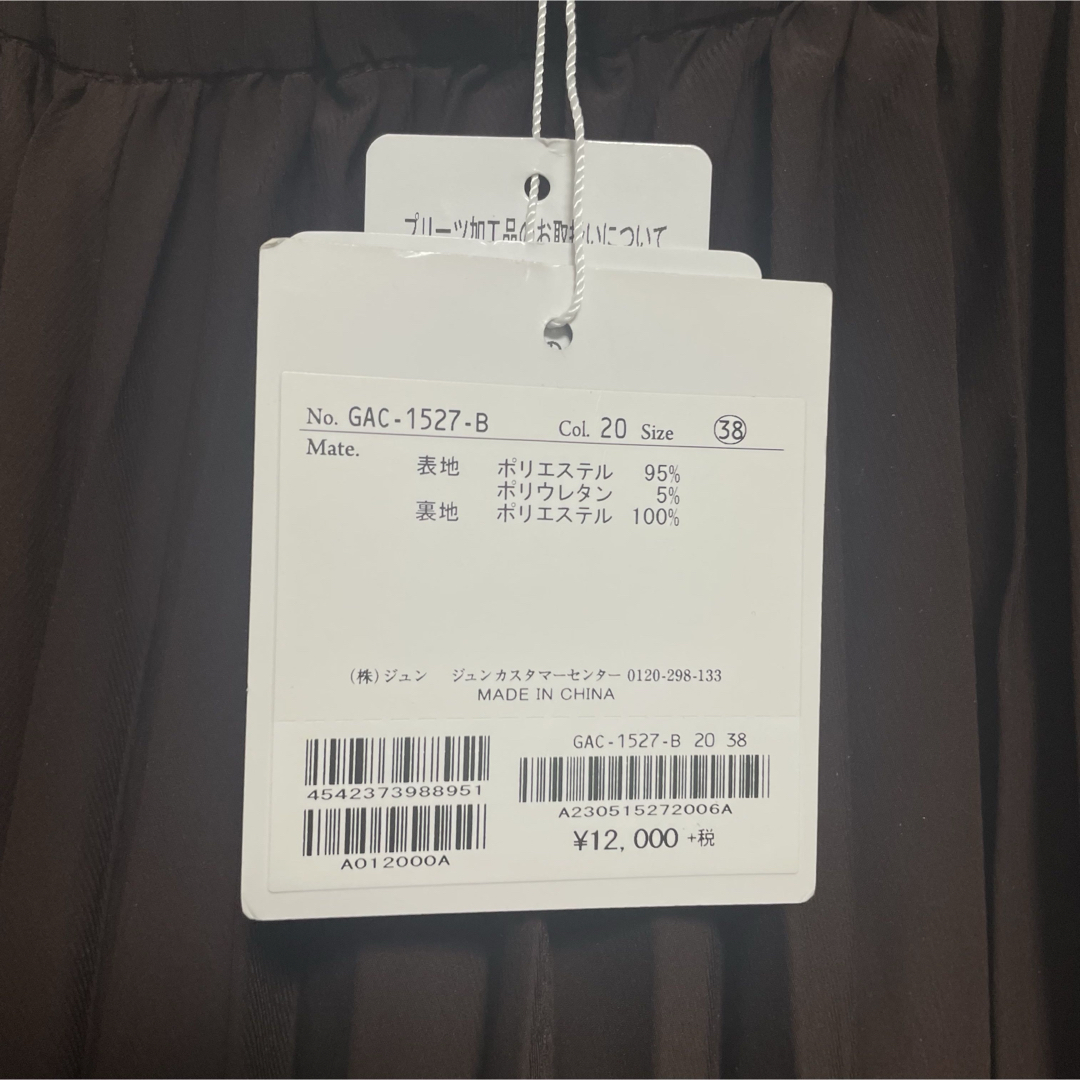 プリーツ加工品のお取扱いについて
No. GAC-1527-B Col. 20 Size 38
Mate.
表地 ポリエステル 95%
ポリウレタン 5%
裏地 ポリエステル 100%
(株)ジュン ジュンカスタマーセンター 0120-298-133
MADE IN CHINA
GAC-1527-B 20 38
4542373988951
A230515272006A
¥12,000 +税
A012000A